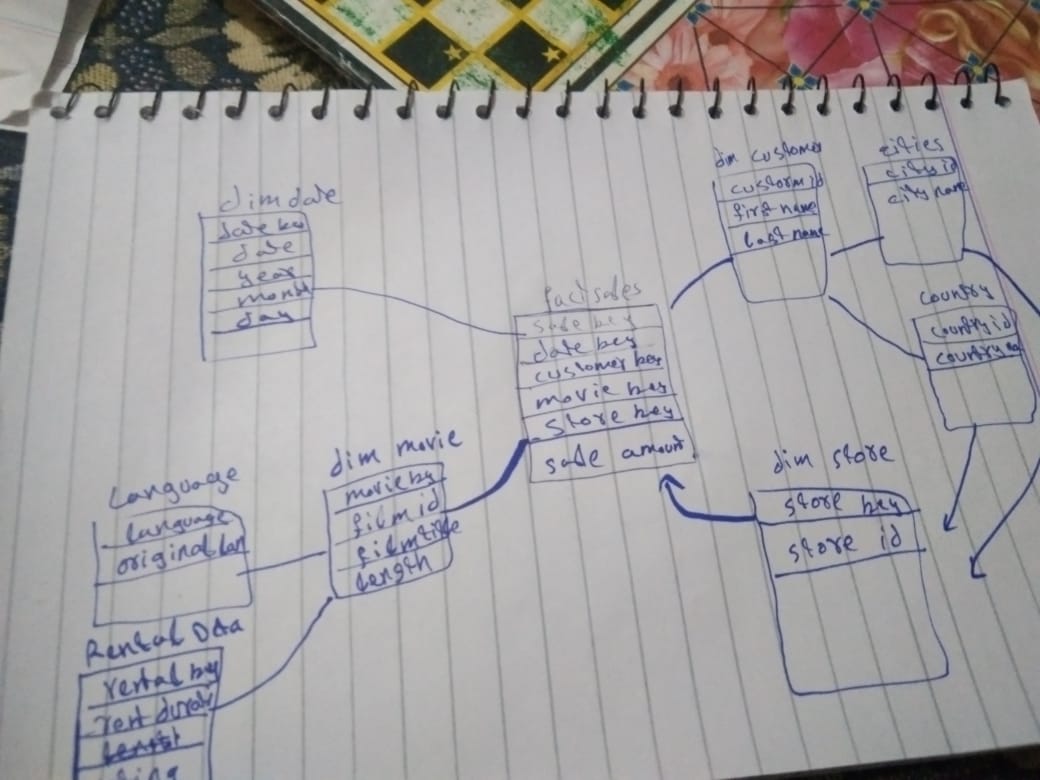 dim date
date key
date
year
month
day
fact sales
sale key
date key
customer key
movie key
store key
sale amount
dim customer
custom id
first name
last name
cities
city id
city name
country
country id
country na
dim movie
movie key
film id
film title
length
Language
language
original lan
dim store
store key
store id
Rental Data
rental key
rent durati